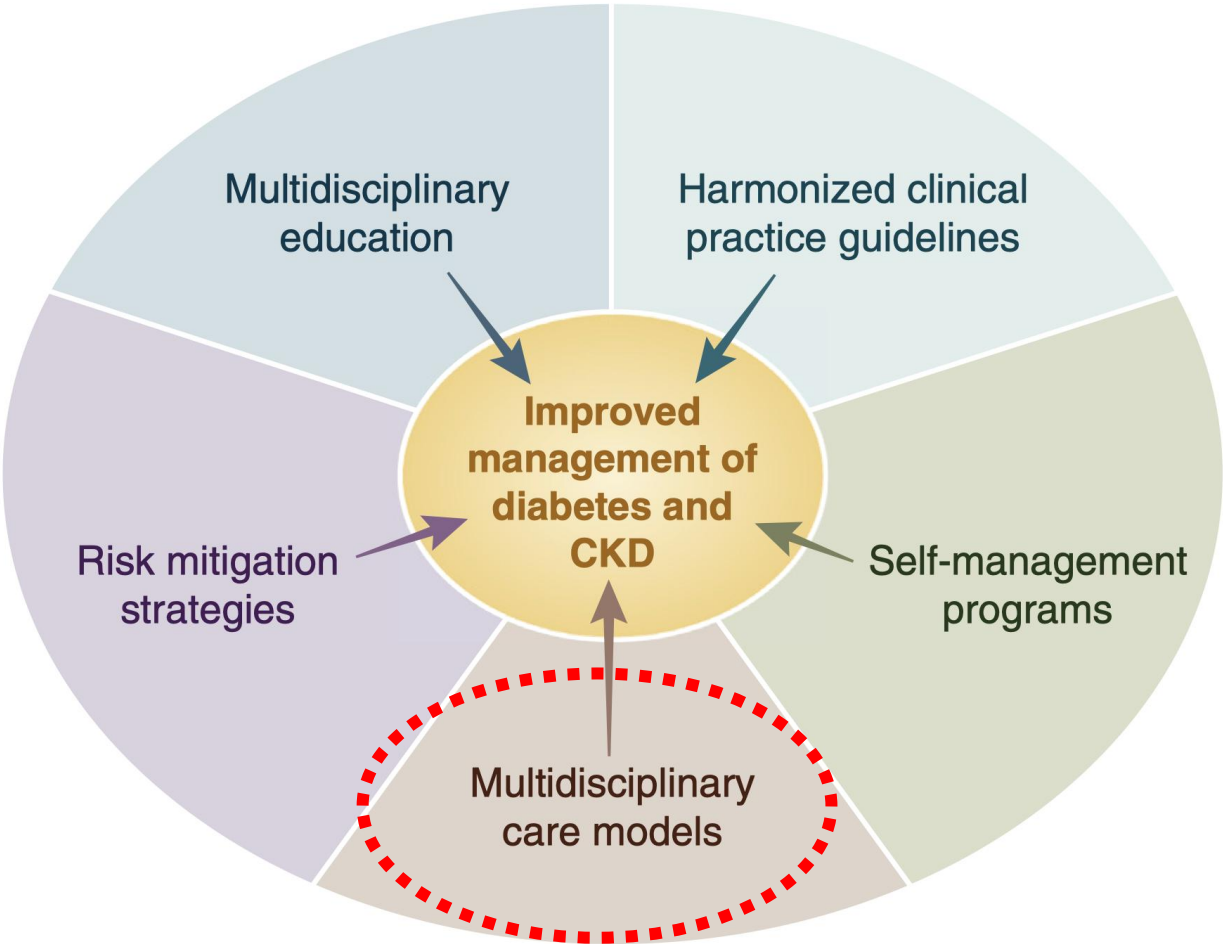 Multidisciplinary
education
Harmonized clinical
practice guidelines
Improved
management of
diabetes and
CKD
Risk mitigation
strategies
Self-management
programs
Multidisciplinary
care models